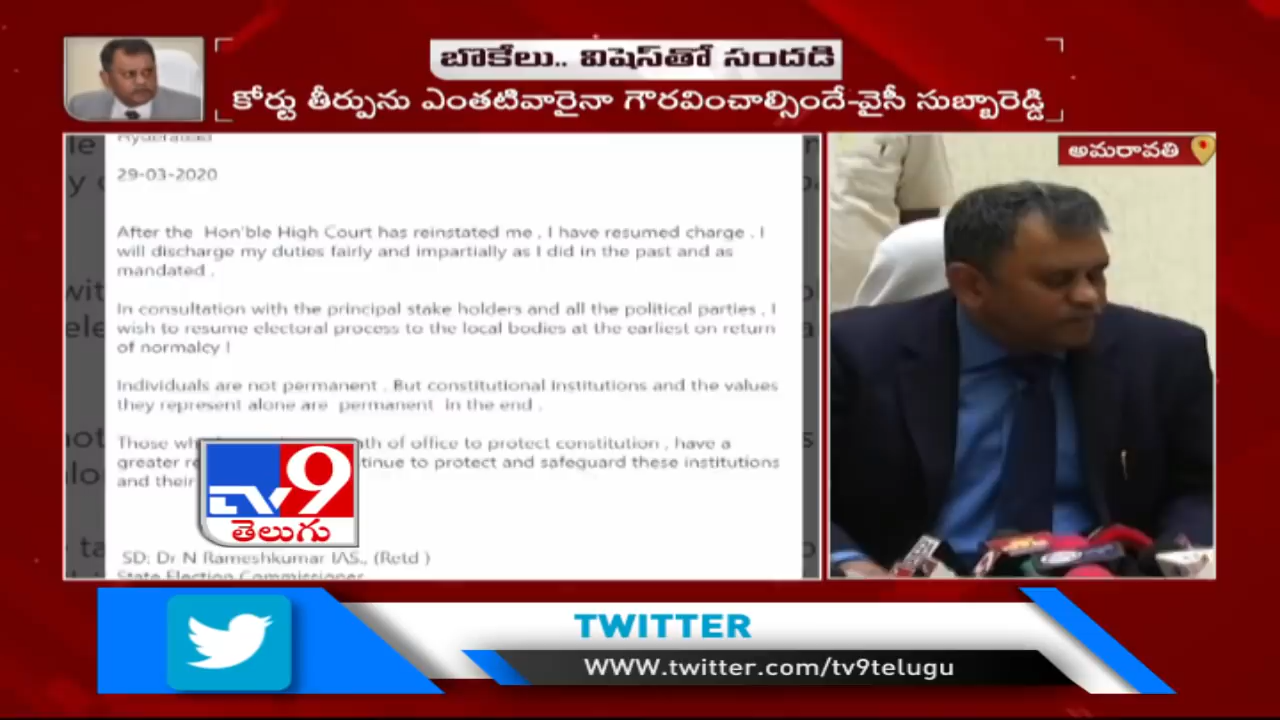 బొకేలు.. విషెస్‌తో సందడి
కోర్టు తీర్పును ఎంతటివారైనా గౌరవించాల్సిందే-వైసీ సుబ్బారెడ్డి
అమరావతి
Hyderabad
29-03-2020
After the Hon'ble High Court has reinstated me , I have resumed charge . I
will discharge my duties fairly and impartially as I did in the past and as
mandated .
In consultation with the principal stake holders and all the political parties , I
wish to resume electoral process to the local bodies at the earliest on return
of normalcy !
Individuals are not permanent . But constitutional Institutions and the values
they represent alone are permanent In the end .
Those of office to protect constitution , have a
greater to protect and safeguard these institutions
and their
SD: Dr N Rameshkumar IAS., (Retd )
State Election Commissioner
TV9
తెలుగు
TWITTER
WWW.twitter.com/tv9telugu